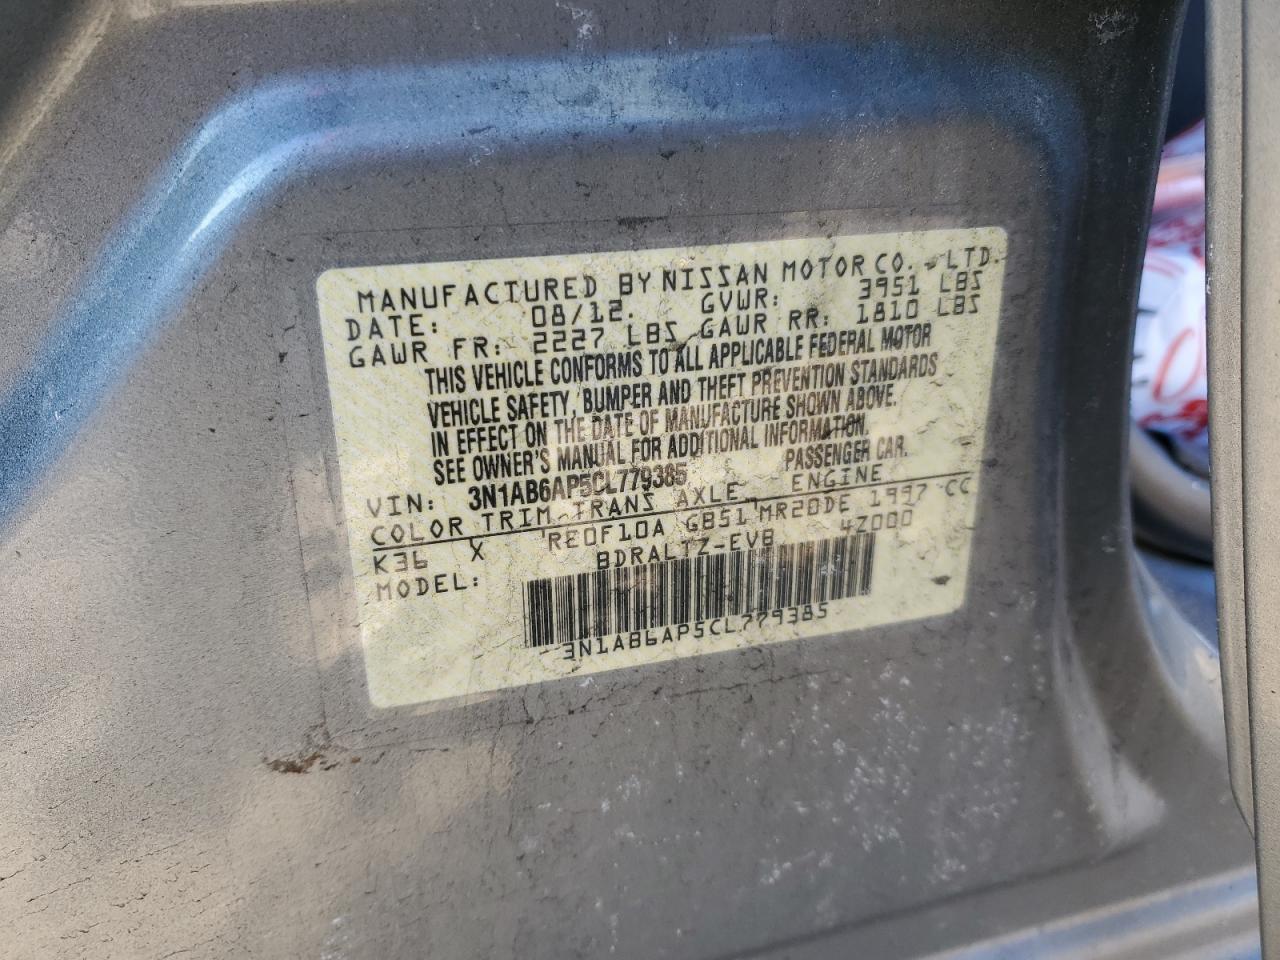 MANUFACTURED BY NISSAN MOTOR CO., LTD.
DATE: 08/12. GVWR: 3951 LBS
GAWR FR: 2227 LBS GAWR RR: 1810 LBS
THIS VEHICLE CONFORMS TO ALL APPLICABLE FEDERAL MOTOR
VEHICLE SAFETY, BUMPER AND THEFT PREVENTION STANDARDS
IN EFFECT ON THE DATE OF MANUFACTURE SHOWN ABOVE.
SEE OWNER'S MANUAL FOR ADDITIONAL INFORMATION.
VIN: 3N1AB6AP5CL779385 PASSENGER CAR.
COLOR TRIM TRANS AXLE ENGINE
K36 X RE0F10A GB51 MR20DE 1997 CC
MODEL: BDRALTZ-EVB 4Z000
3N1AB6AP5CL779385